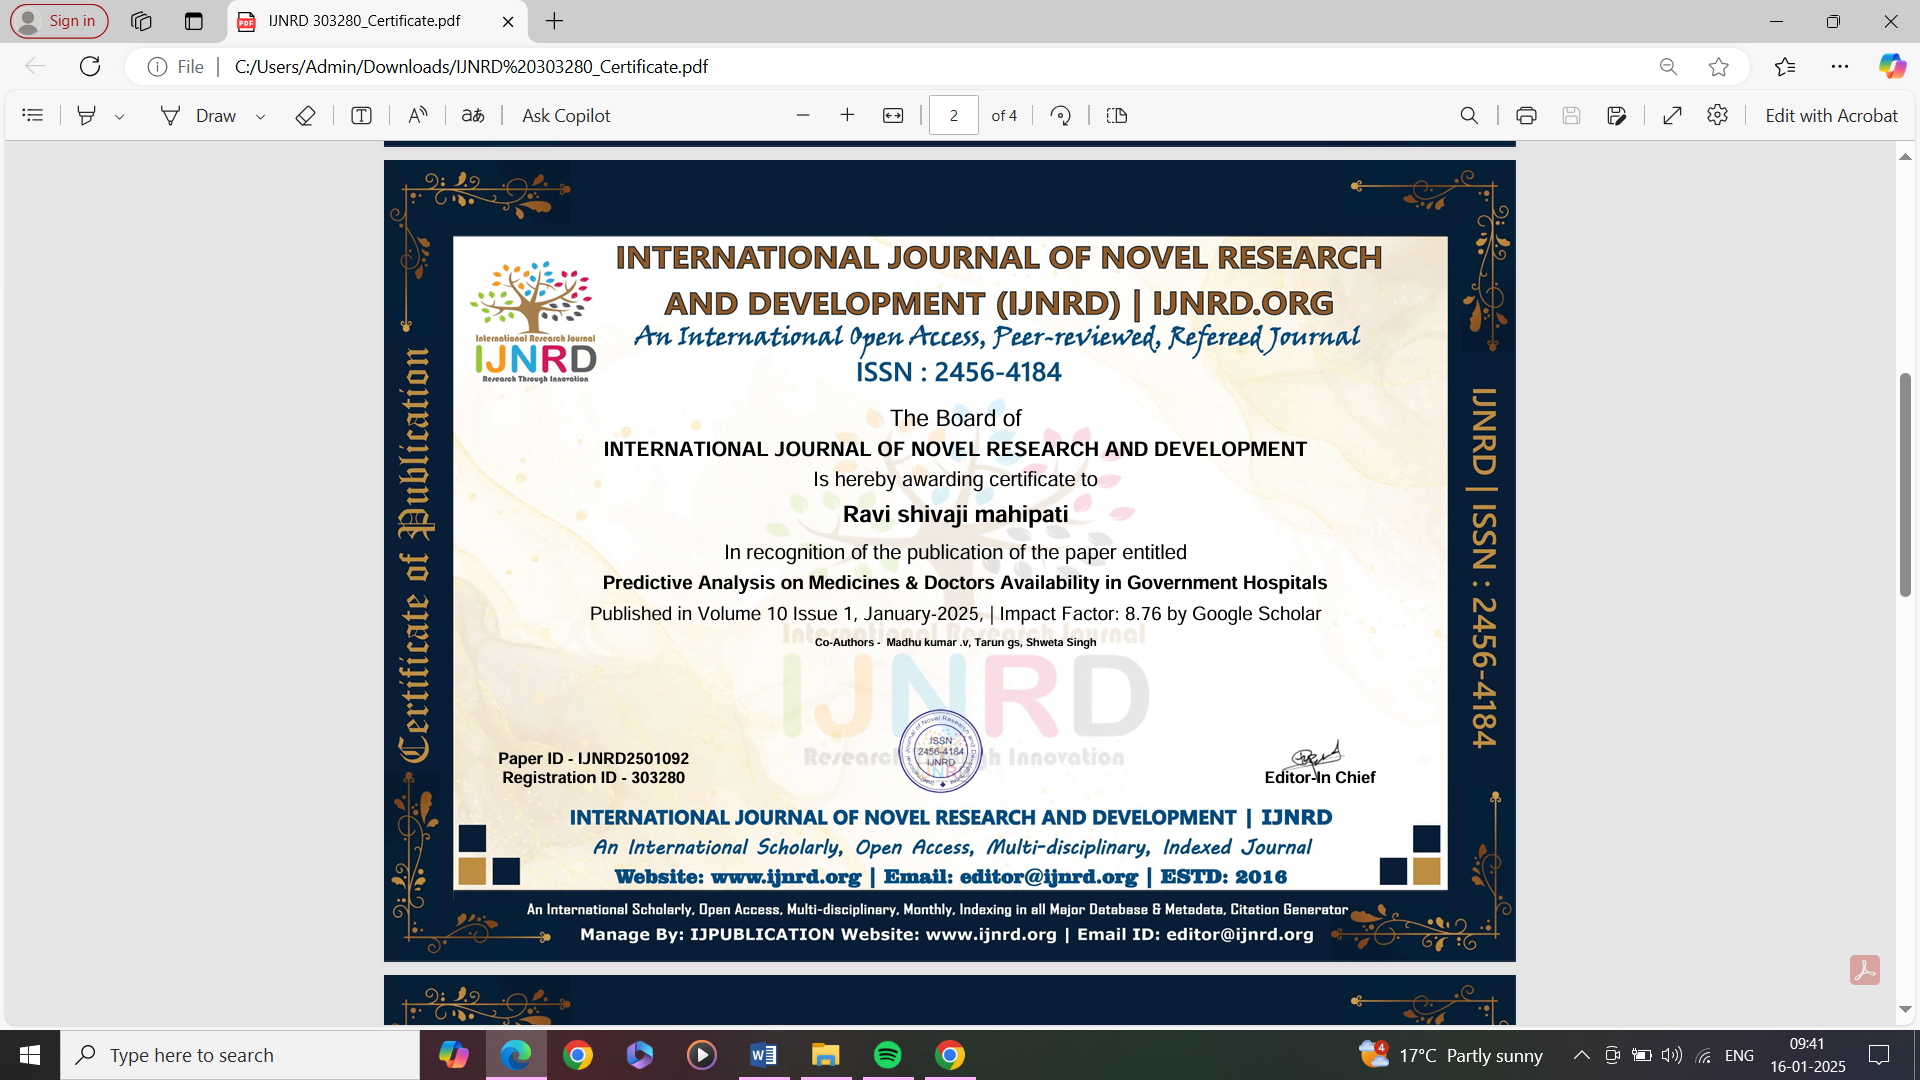 Sign in
IJNRD 303280_Certificate.pdf
File
C:/Users/Admin/Downloads/IJNRD%20303280_Certificate.pdf
Draw
aあ
Ask Copilot
2 of 4
Edit with Acrobat
INTERNATIONAL JOURNAL OF NOVEL RESEARCH
AND DEVELOPMENT (IJNRD) | IJNRD.ORG
An International Open Access, Peer-reviewed, Refereed Journal
ISSN : 2456-4184
International Research Journal
IJNRD
Research Through Innovation
Certificate of Publication
IJNRD | ISSN : 2456-4184
The Board of
INTERNATIONAL JOURNAL OF NOVEL RESEARCH AND DEVELOPMENT
Is hereby awarding certificate to
Ravi shivaji mahipati
In recognition of the publication of the paper entitled
Predictive Analysis on Medicines & Doctors Availability in Government Hospitals
Published in Volume 10 Issue 1, January-2025, | Impact Factor: 8.76 by Google Scholar
International Research Journal
Co-Authors - Madhu kumar .v, Tarun gs, Shweta Singh
IJNRD
Research Through Innovation
ISSN
2456-4184
IJNRD
Paper ID - IJNRD2501092
Registration ID - 303280
Editor-In Chief
INTERNATIONAL JOURNAL OF NOVEL RESEARCH AND DEVELOPMENT | IJNRD
An International Scholarly, Open Access, Multi-disciplinary, Indexed Journal
Website: www.ijnrd.org | Email: editor@ijnrd.org | ESTD: 2016
An International Scholarly, Open Access, Multi-disciplinary, Monthly, Indexing in all Major Database & Metadata, Citation Generator
Manage By: IJPUBLICATION Website: www.ijnrd.org | Email ID: editor@ijnrd.org
Type here to search
4
17°C Partly sunny
ENG
09:41
16-01-2025